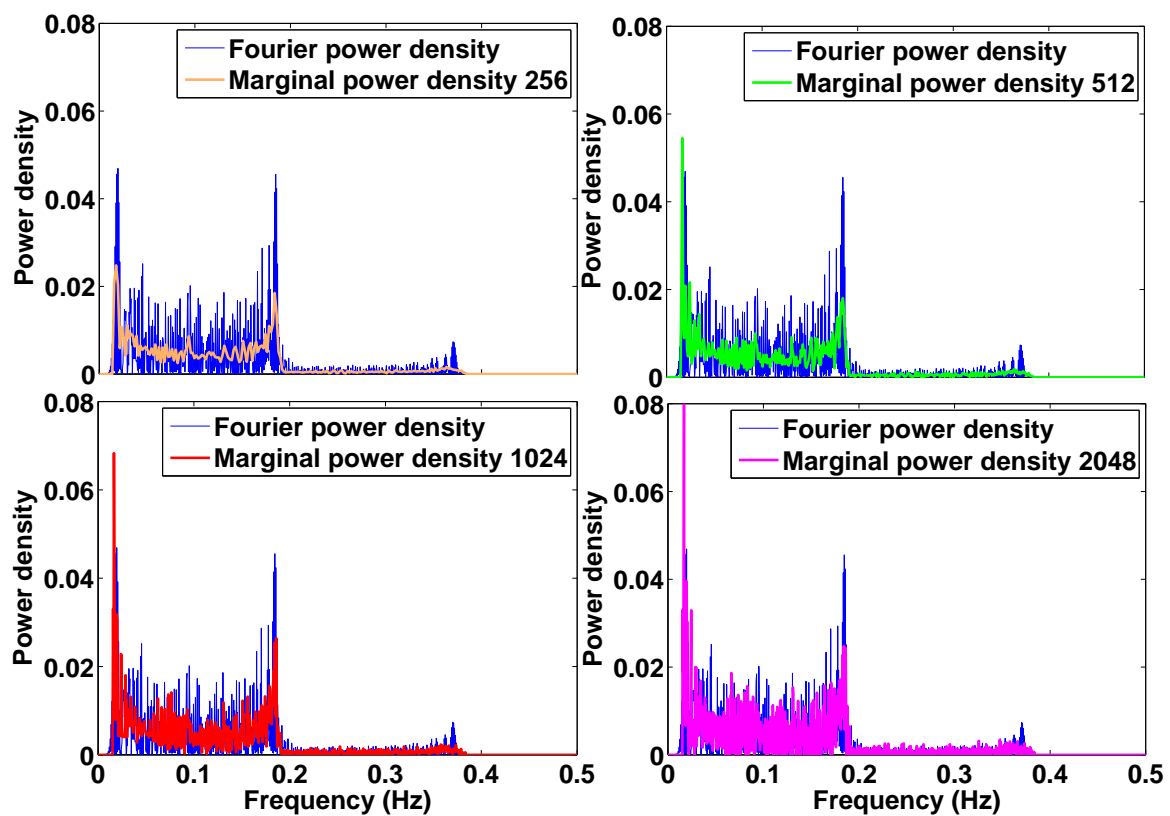 0.08
Fourier power density
Marginal power density 256
0.06
0.04
0.02
0
Power density
0.08
Fourier power density
Marginal power density 512
0.06
0.04
0.02
0
Power density
0.08
Fourier power density
Marginal power density 1024
0.06
0.04
0.02
0
Power density
0 0.1 0.2 0.3 0.4 0.5
Frequency (Hz)
0.08
Fourier power density
Marginal power density 2048
0.06
0.04
0.02
0
Power density
0 0.1 0.2 0.3 0.4 0.5
Frequency (Hz)